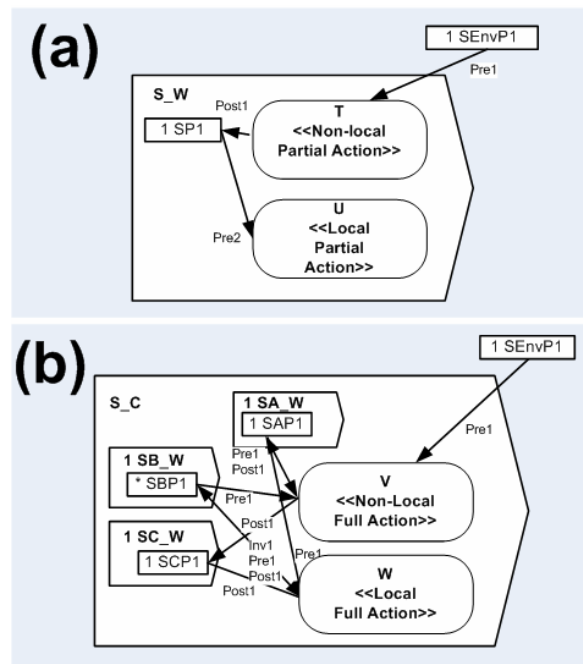 (a)
1 SEnvP1
Pre1
S_W
Post1
1 SP1
T
<<Non-local
Partial Action>>
Pre2
U
<<Local
Partial
Action>>
(b)
1 SEnvP1
Pre1
S_C
1 SA_W
1 SAP1
Pre1
Post1
1 SB_W
* SBP1
Pre1
V
<<Non-Local
Full Action>>
Post1
1 SC_W
1 SCP1
Inv1
Pre1
Post1
Pre1
Post1
W
<<Local
Full Action>>